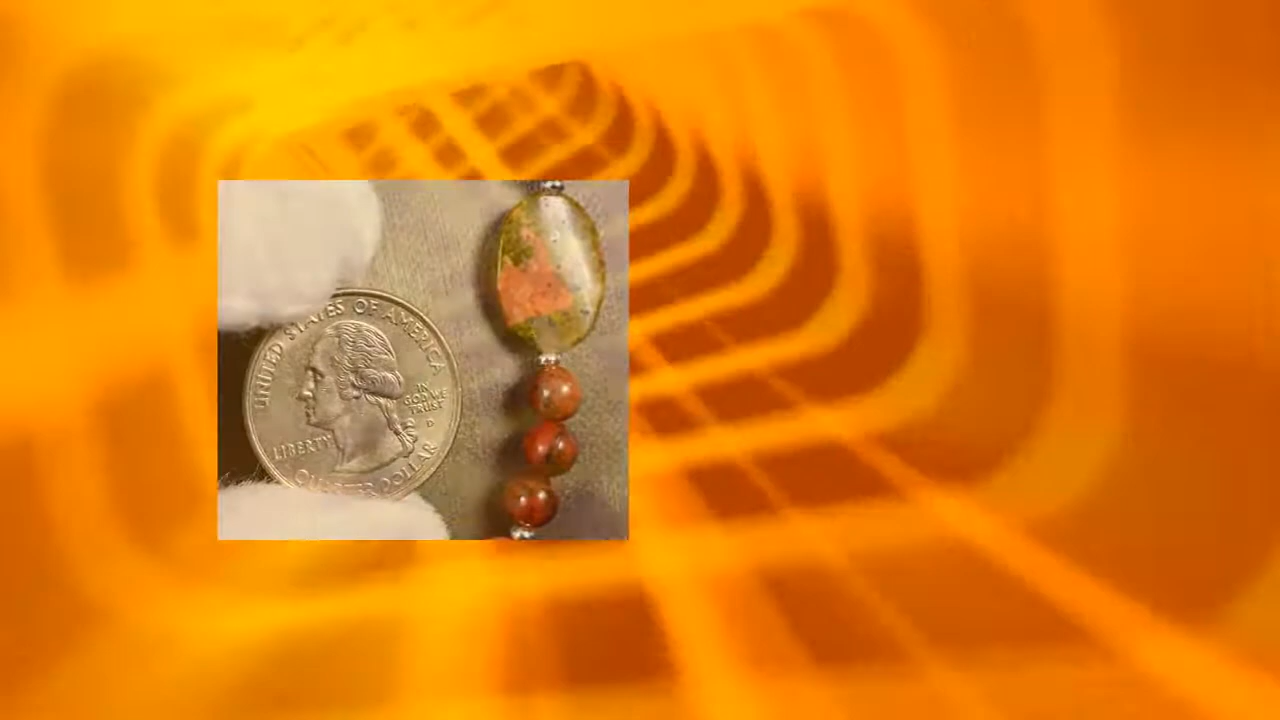 UNITED STATES OF AMERICA
IN
GOD WE
TRUST
D
LIBERTY
QUARTER DOLLAR